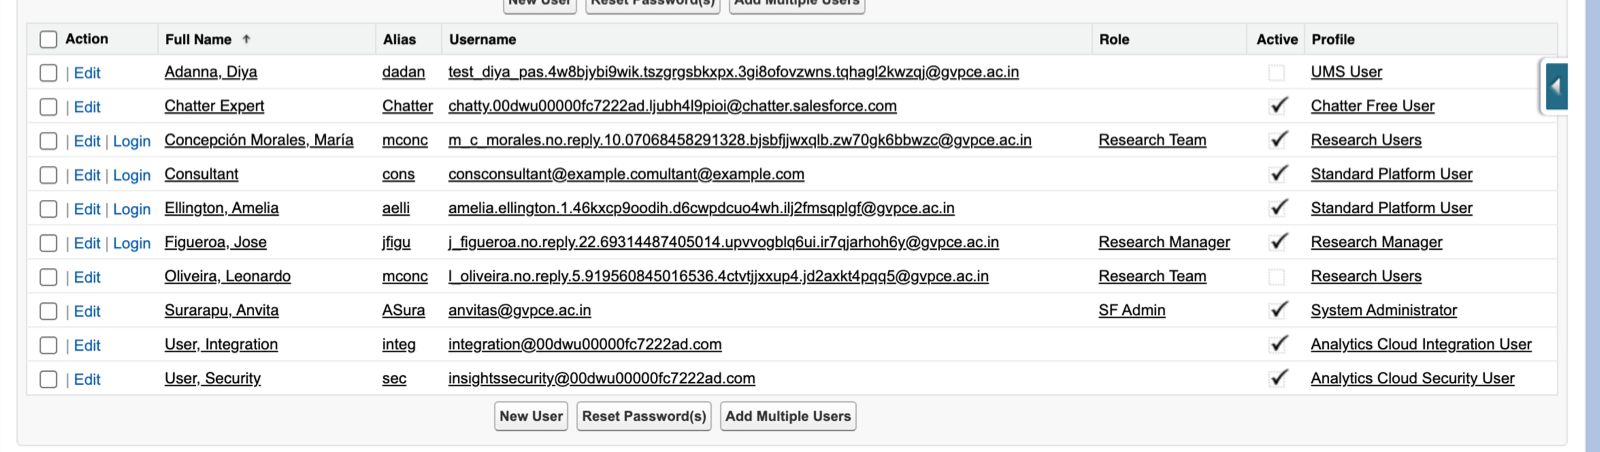 New User Reset Password(s) Add Multiple Users
Action Full Name ↑ Alias Username Role Active Profile
| Edit Adanna, Diya dadan test_diya_pas.4w8bjybi9wik.tszgrgsbkxpx.3gi8ofovzwns.tqhagl2kwzqj@gvpce.ac.in UMS User
| Edit Chatter Expert Chatter chatty.00dwu00000fc7222ad.ljubh4l9pioi@chatter.salesforce.com Chatter Free User
| Edit | Login Concepción Morales, María mconc m_c_morales.no.reply.10.07068458291328.bjsbfjjwxqlb.zw70gk6bbwzc@gvpce.ac.in Research Team Research Users
| Edit | Login Consultant cons consconsultant@example.comultant@example.com Standard Platform User
| Edit | Login Ellington, Amelia aelli amelia.ellington.1.46kxcp9oodih.d6cwpdcuo4wh.ilj2fmsqplgf@gvpce.ac.in Standard Platform User
| Edit | Login Figueroa, Jose jfigu j_figueroa.no.reply.22.69314487405014.upvvogblq6ui.ir7qjarhoh6y@gvpce.ac.in Research Manager Research Manager
| Edit Oliveira, Leonardo mconc l_oliveira.no.reply.5.919560845016536.4ctvtjjxxup4.jd2axkt4pqq5@gvpce.ac.in Research Team Research Users
| Edit Surarapu, Anvita ASura anvitas@gvpce.ac.in SF Admin System Administrator
| Edit User, Integration integ integration@00dwu00000fc7222ad.com Analytics Cloud Integration User
| Edit User, Security sec insightssecurity@00dwu00000fc7222ad.com Analytics Cloud Security User
New User Reset Password(s) Add Multiple Users